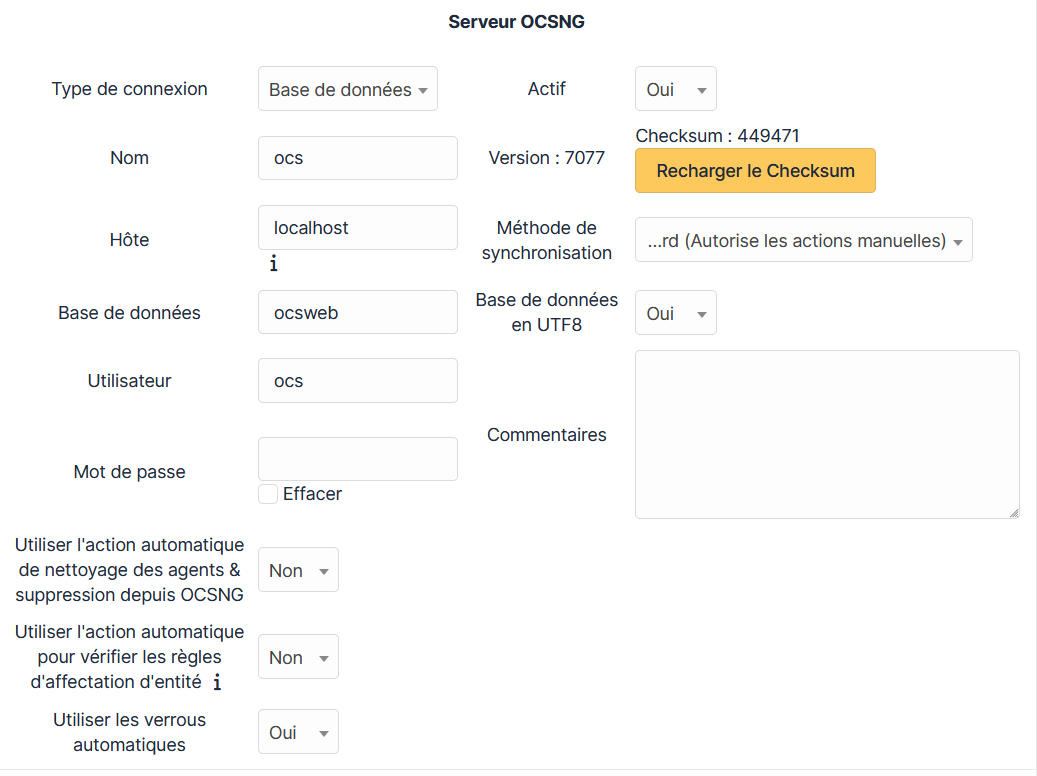 Serveur OCSNG
Type de connexion
Base de données
Actif
Oui
Nom
ocs
Version : 7077
Checksum : 449471
Recharger le Checksum
Hôte
localhost
i
Méthode de
synchronisation
...rd (Autorise les actions manuelles)
Base de données
ocsweb
Base de données
en UTF8
Oui
Utilisateur
ocs
Commentaires
Mot de passe
Effacer
Utiliser l'action automatique
de nettoyage des agents &
suppression depuis OCSNG
Non
Utiliser l'action automatique
pour vérifier les règles
d'affectation d'entité i
Non
Utiliser les verrous
automatiques
Oui